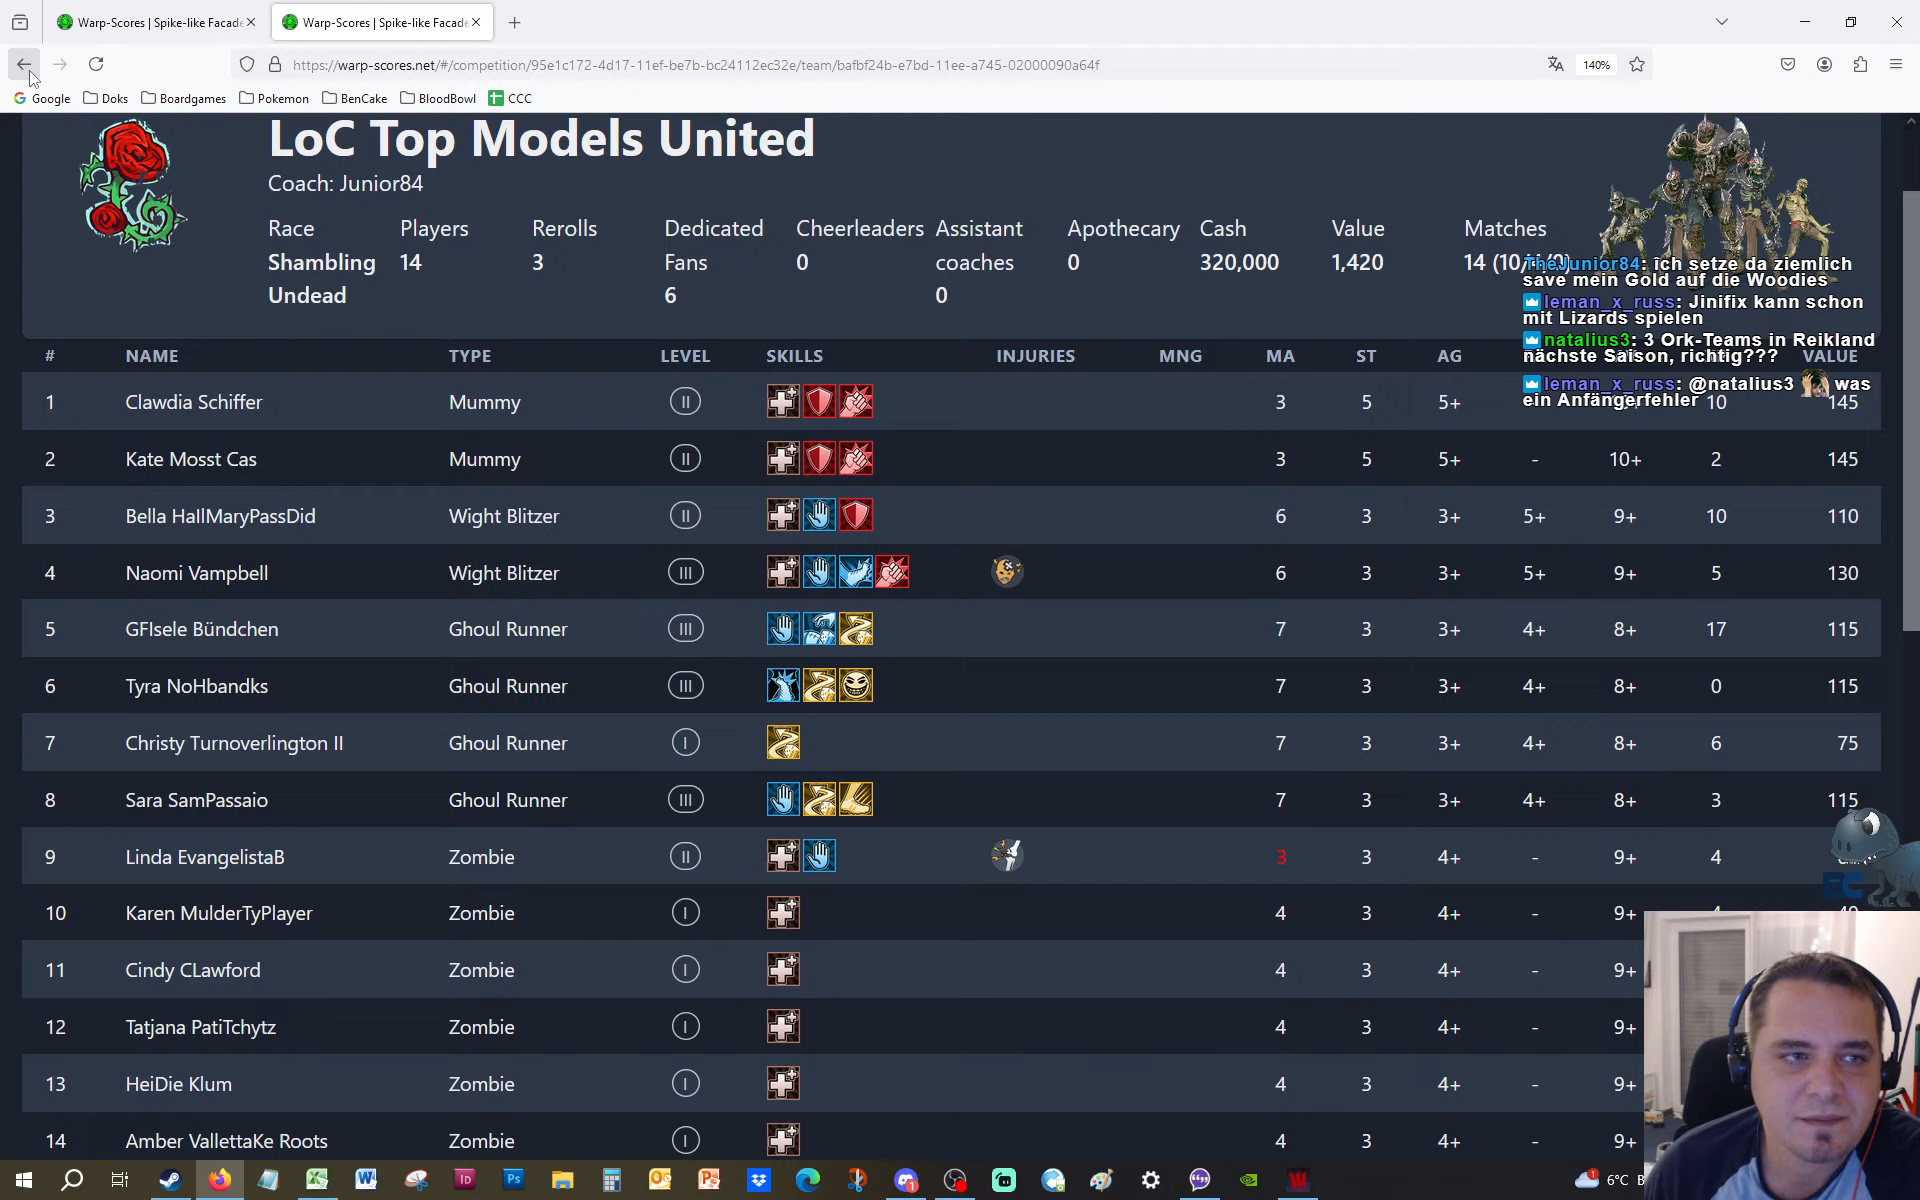 Warp-Scores | Spike-like Facade
Warp-Scores | Spike-like Facade
https://warp-scores.net/#/competition/95e1c172-4d17-11ef-be7b-bc24112ec32e/team/bafbf24b-e7bd-11ee-a745-02000090a64f
140%
Google Doks Boardgames Pokemon BenCake BloodBowl CCC
LoC Top Models United
Coach: Junior84
Race Players Rerolls Dedicated Fans Cheerleaders Assistant coaches Apothecary Cash Value Matches
Shambling Undead 14 3 6 0 0 0 320,000 1,420 14
TheJunior84: ich setze da ziemlich
save mein Gold auf die Woodies
leman_x_russ: Jinifix kann schon
mit Lizards spielen
natalius3: 3 Ork-Teams in Reikland
nächste Saison, richtig???
leman_x_russ: @natalius3 was
ein Anfängerfehler
# NAME TYPE LEVEL SKILLS INJURIES MNG MA ST AG VALUE
1 Clawdia Schiffer Mummy II 3 5 5+ 10 145
2 Kate Mosst Cas Mummy II 3 5 5+ - 10+ 2 145
3 Bella HallMaryPassDid Wight Blitzer II 6 3 3+ 5+ 9+ 10 110
4 Naomi Vampbell Wight Blitzer III 6 3 3+ 5+ 9+ 5 130
5 GFIsele Bündchen Ghoul Runner III 7 3 3+ 4+ 8+ 17 115
6 Tyra NoHbandks Ghoul Runner III 7 3 3+ 4+ 8+ 0 115
7 Christy Turnoverlington II Ghoul Runner I 7 3 3+ 4+ 8+ 6 75
8 Sara SamPassaio Ghoul Runner III 7 3 3+ 4+ 8+ 3 115
9 Linda EvangelistaB Zombie II 3 3 4+ - 9+ 4
EC
10 Karen MulderTyPlayer Zombie I 4 3 4+ - 9+
11 Cindy CLawford Zombie I 4 3 4+ - 9+
12 Tatjana PatiTchytz Zombie I 4 3 4+ - 9+
13 HeiDie Klum Zombie I 4 3 4+ - 9+
14 Amber VallettaKe Roots Zombie I 4 3 4+ - 9+
6°C